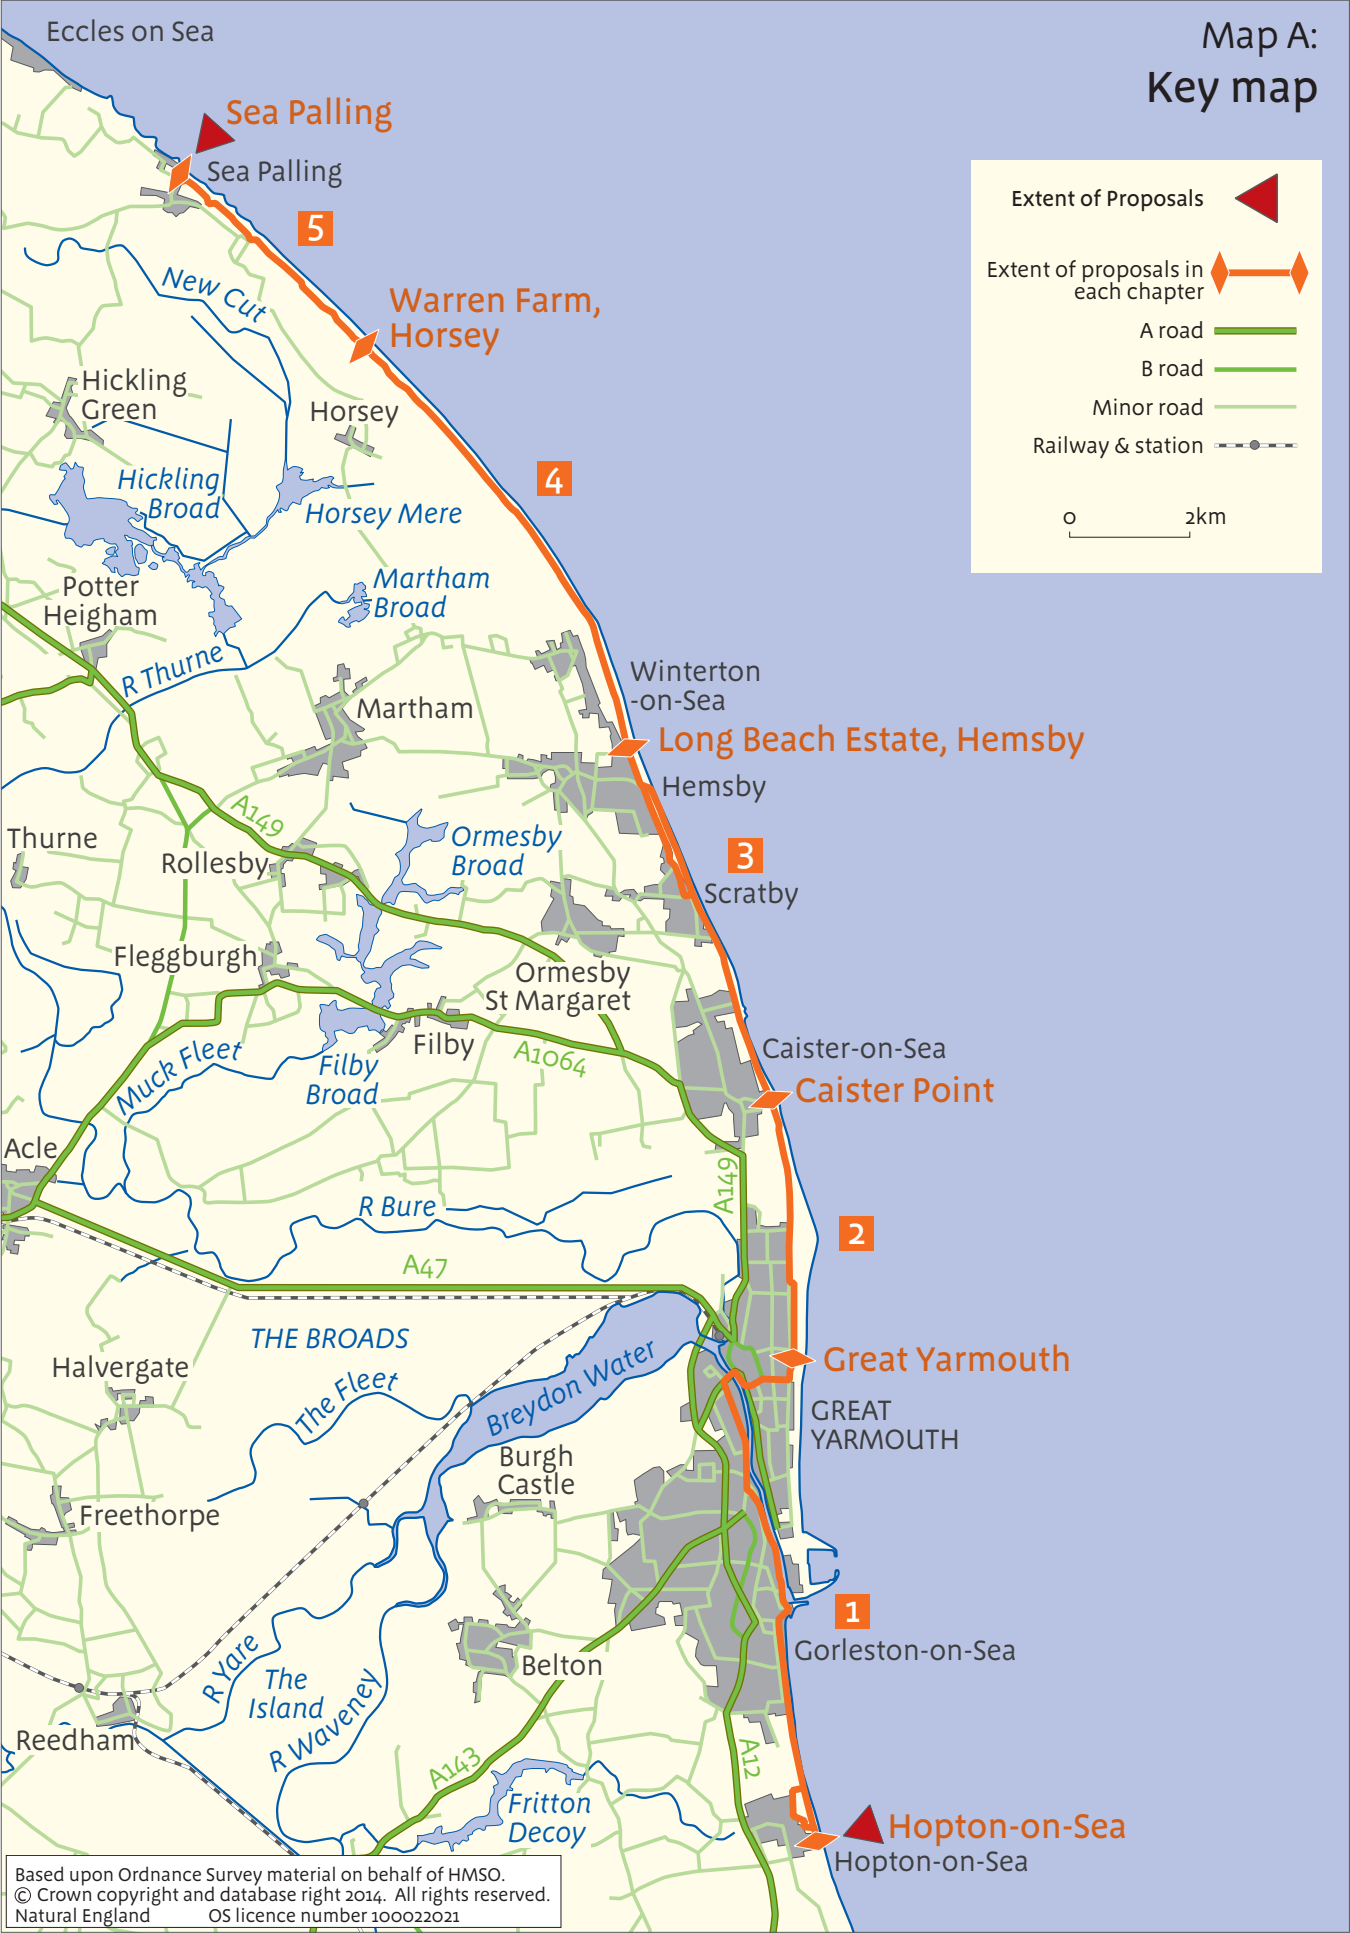 Eccles on Sea
Map A:
Key map
Sea Palling
Sea Palling
5
Extent of Proposals
Extent of proposals in
each chapter
A road
B road
Minor road
Railway & station
0
2km
New Cut
Warren Farm,
Horsey
Hickling
Green
Horsey
Hickling
Broad
4
Horsey Mere
Martham
Broad
Potter
Heigham
R Thurne
Winterton
-on-Sea
Martham
Long Beach Estate, Hemsby
Hemsby
A149
Thurne
Rollesby
Ormesby
Broad
3
Scratby
Fleggburgh
Ormesby
St Margaret
Filby
A1064
Muck Fleet
Filby
Broad
Caister-on-Sea
Caister Point
Acle
A149
R Bure
2
A47
THE BROADS
Halvergate
The Fleet
Breydon Water
Great Yarmouth
GREAT
YARMOUTH
Burgh
Castle
Freethorpe
1
Gorleston-on-Sea
R Yare
The
Island
Belton
R Waveney
Reedham
A143
A12
Fritton
Decoy
Hopton-on-Sea
Hopton-on-Sea
Based upon Ordnance Survey material on behalf of HMSO.
© Crown copyright and database right 2014. All rights reserved.
Natural England OS licence number 100022021